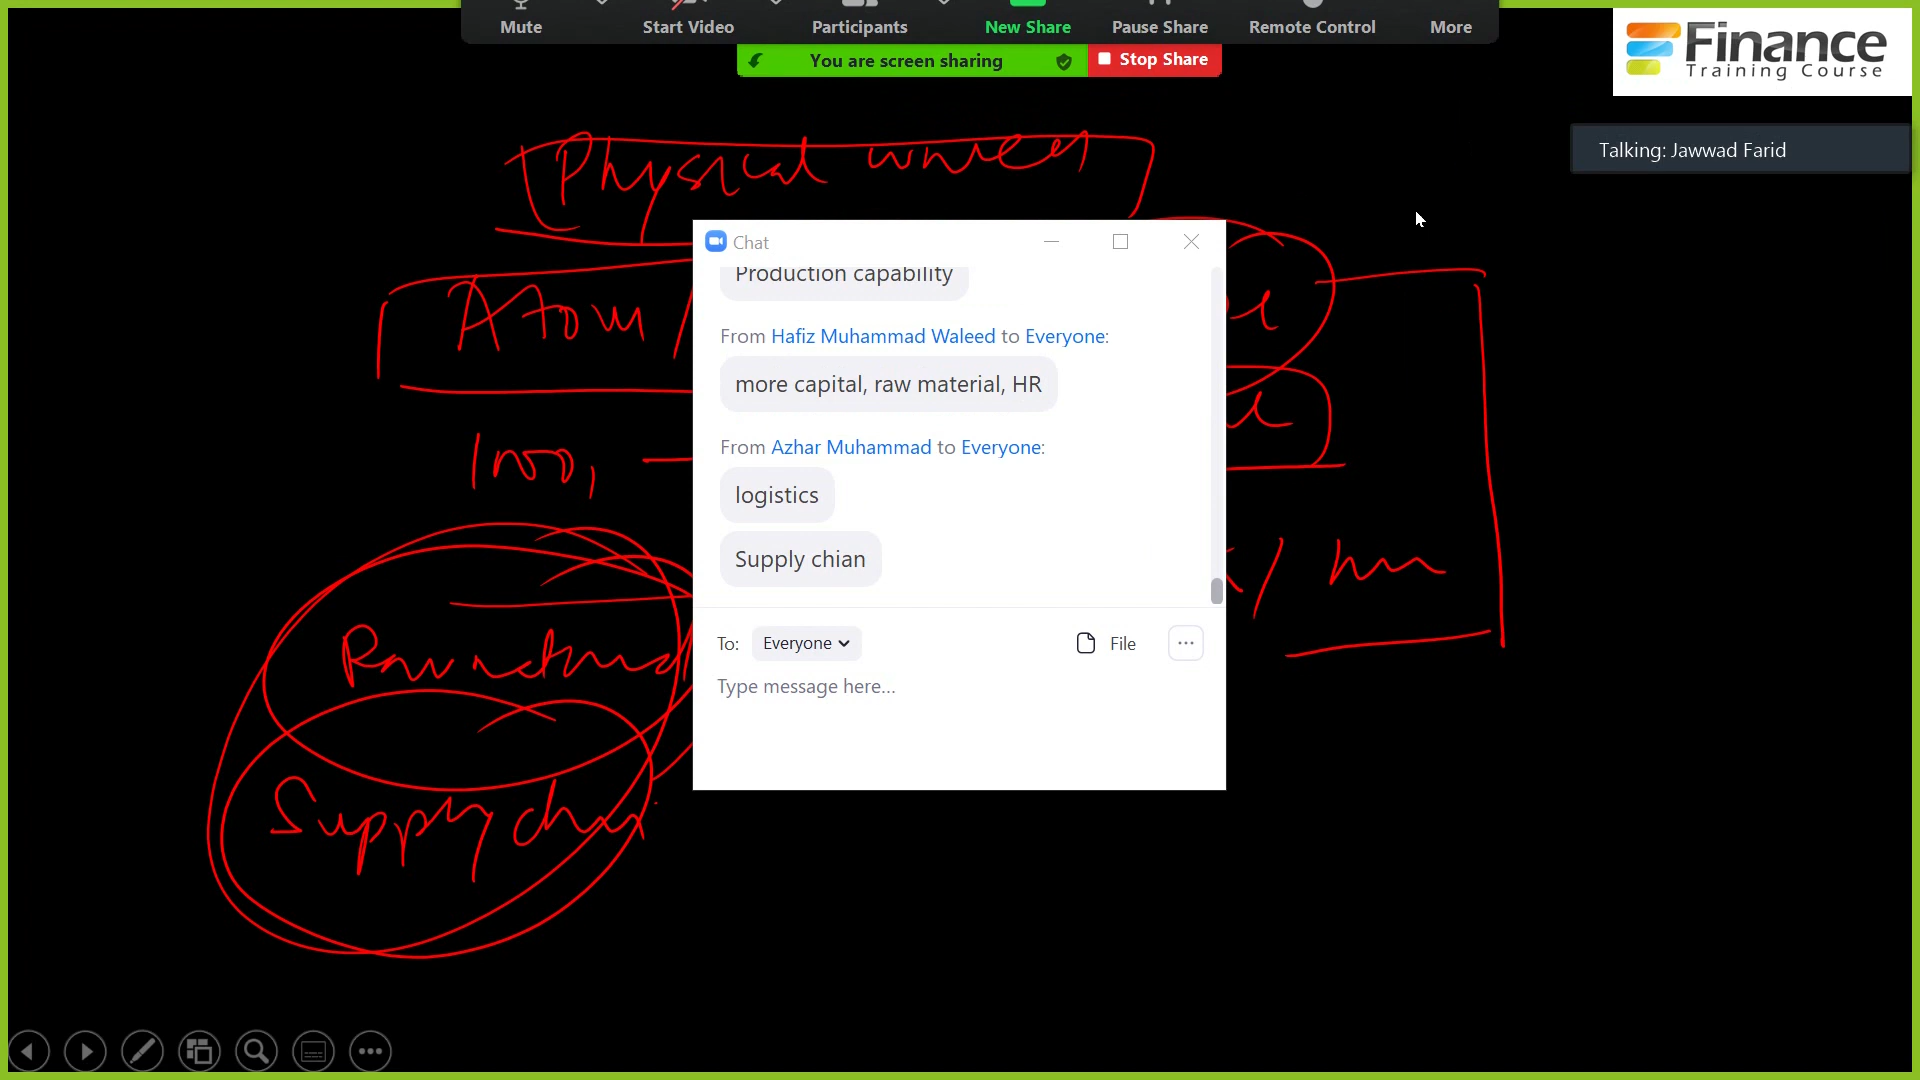 Mute
Start Video
Participants
New Share
Pause Share
Remote Control
More
You are screen sharing
Stop Share
Finance
Training Course
Talking: Jawwad Farid
Physical
Atom
Chat
Production capability
From Hafiz Muhammad Waleed to Everyone:
more capital, raw material, HR
From Azhar Muhammad to Everyone:
logistics
Supply chian
To:
Everyone
File
Type message here...
Supply